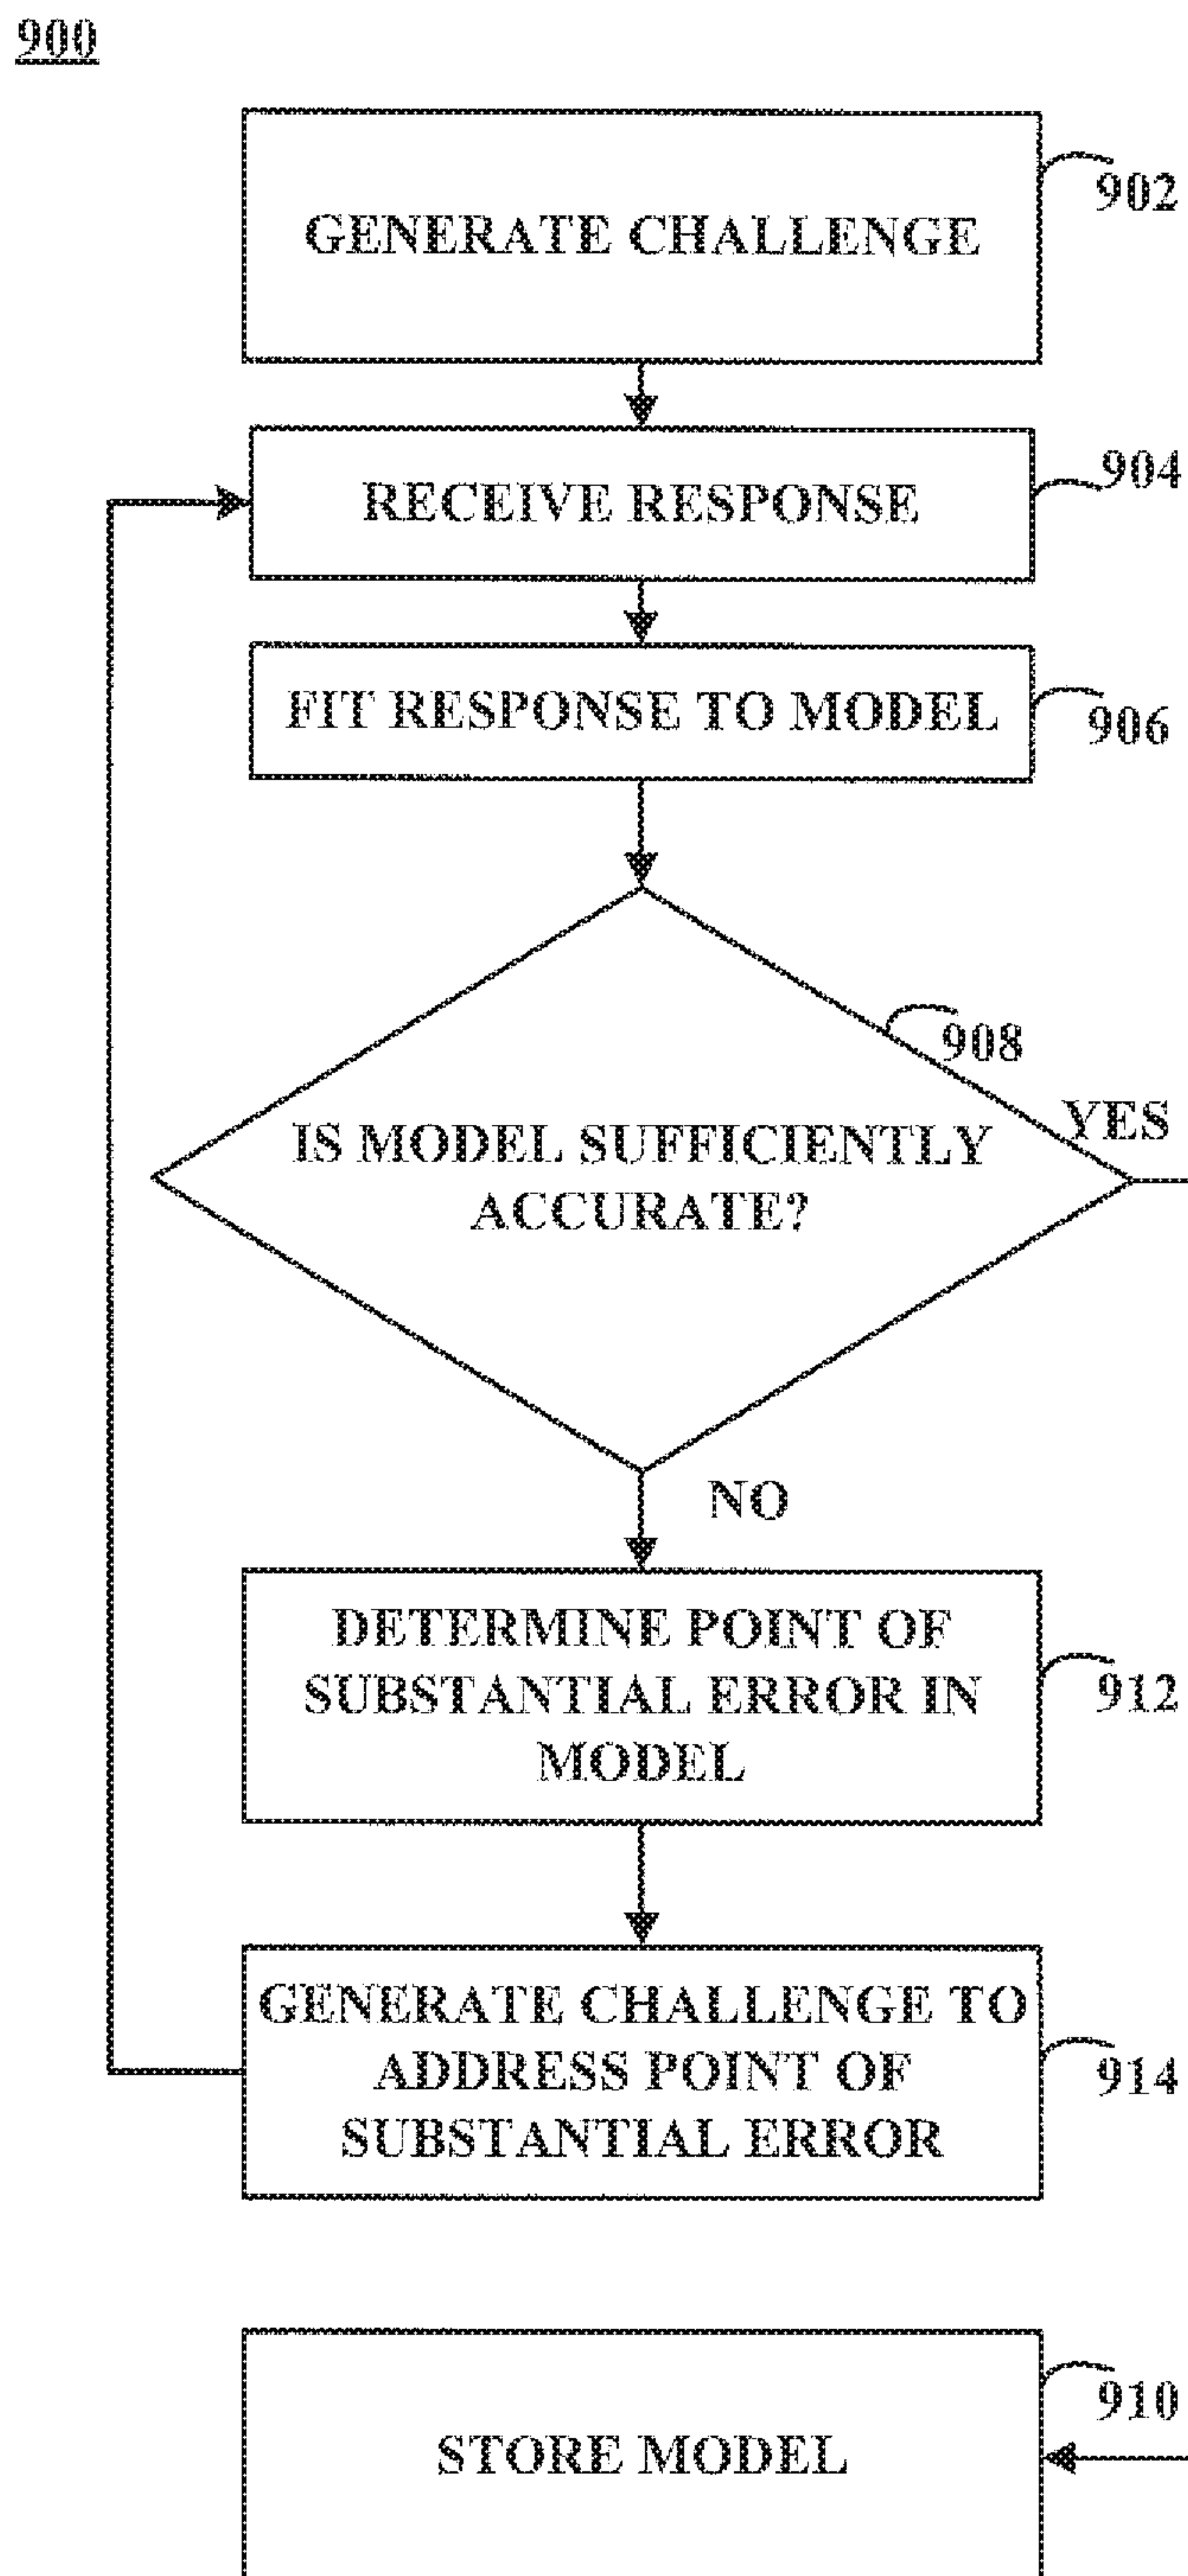 900
GENERATE CHALLENGE
902
RECEIVE RESPONSE
904
FIT RESPONSE TO MODEL
906
908
IS MODEL SUFFICIENTLY
ACCURATE?
YES
NO
DETERMINE POINT OF
SUBSTANTIAL ERROR IN
MODEL
912
GENERATE CHALLENGE TO
ADDRESS POINT OF
SUBSTANTIAL ERROR
914
STORE MODEL
910